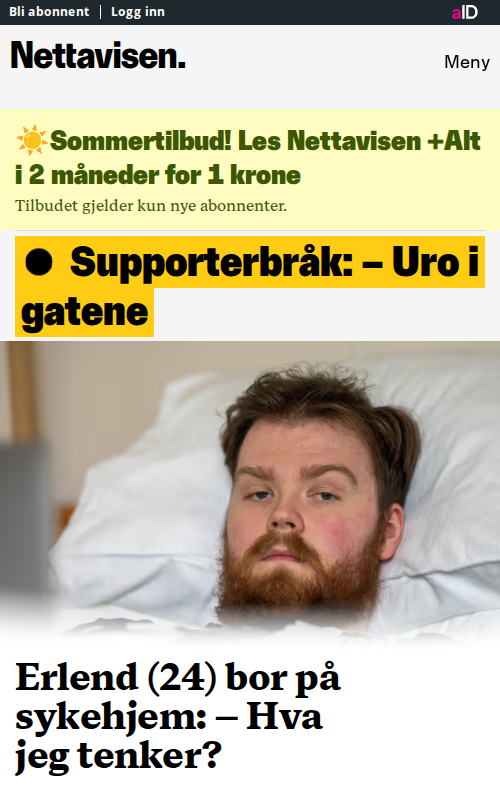 Bli abonnent | Logg inn
aID
Nettavisen.
Meny
☀️Sommertilbud! Les Nettavisen +Alt
i 2 måneder for 1 krone
Tilbudet gjelder kun nye abonnenter.
● Supporterbråk: – Uro i
gatene
Erlend (24) bor på
sykehjem: – Hva
jeg tenker?